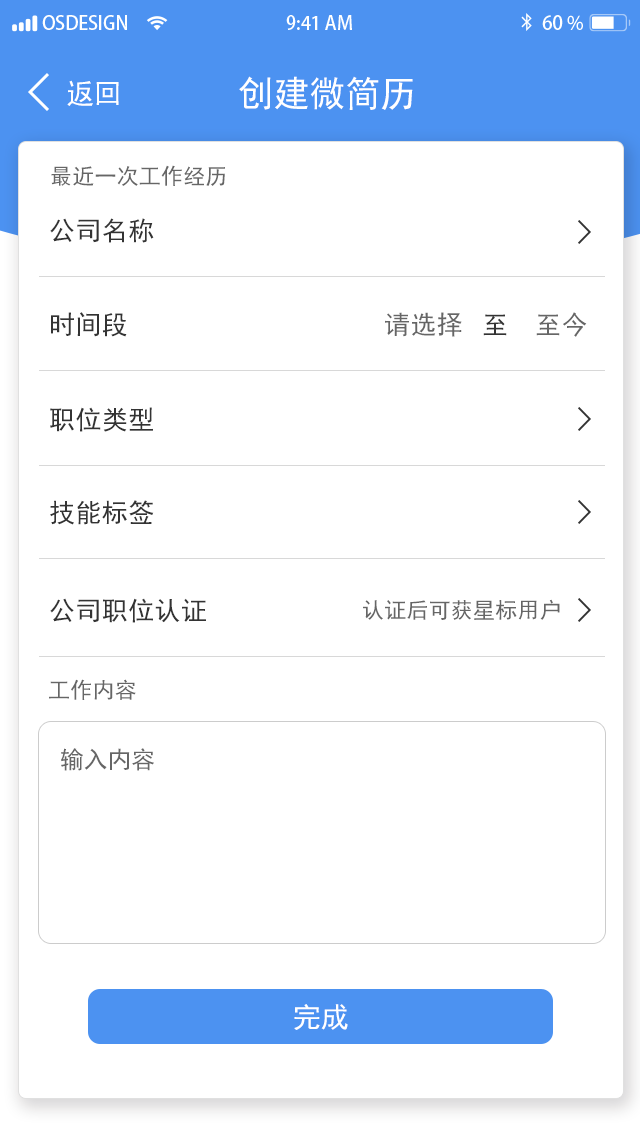 OSDESIGN 9:41 AM 60 %
返回 创建微简历
最近一次工作经历
公司名称
时间段 请选择 至 至今
职位类型
技能标签
公司职位认证 认证后可获星标用户
工作内容
输入内容
完成